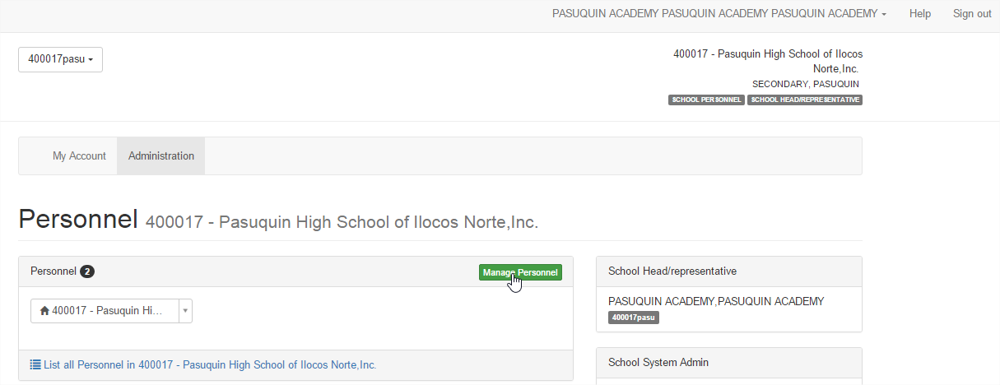 PASUQUIN ACADEMY PASUQUIN ACADEMY PASUQUIN ACADEMY Help Sign out
400017pasu
400017 - Pasuquin High School of Ilocos
Norte,Inc.
SECONDARY, PASUQUIN
SCHOOL PERSONNEL SCHOOL HEAD/REPRESENTATIVE
My Account Administration
Personnel 400017 - Pasuquin High School of Ilocos Norte,Inc.
Personnel 2 Manage Personnel
400017 - Pasuquin Hi...
List all Personnel in 400017 - Pasuquin High School of Ilocos Norte,Inc.
School Head/representative
PASUQUIN ACADEMY,PASUQUIN ACADEMY
400017pasu
School System Admin